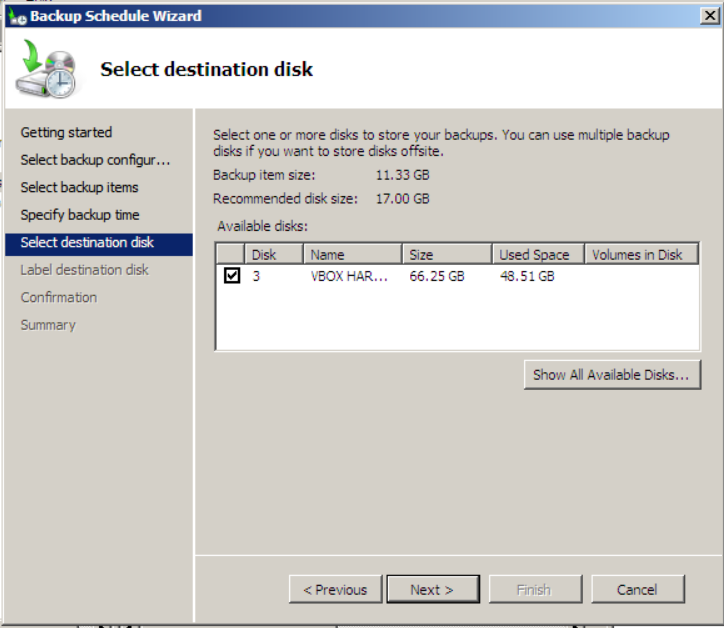 Backup Schedule Wizard
Select destination disk
Getting started
Select backup configur...
Select backup items
Specify backup time
Select destination disk
Label destination disk
Confirmation
Summary
Select one or more disks to store your backups. You can use multiple backup
disks if you want to store disks offsite.
Backup item size: 11.33 GB
Recommended disk size: 17.00 GB
Available disks:
Disk Name Size Used Space Volumes in Disk
3 VBOX HAR... 66.25 GB 48.51 GB
Show All Available Disks...
< Previous Next > Finish Cancel